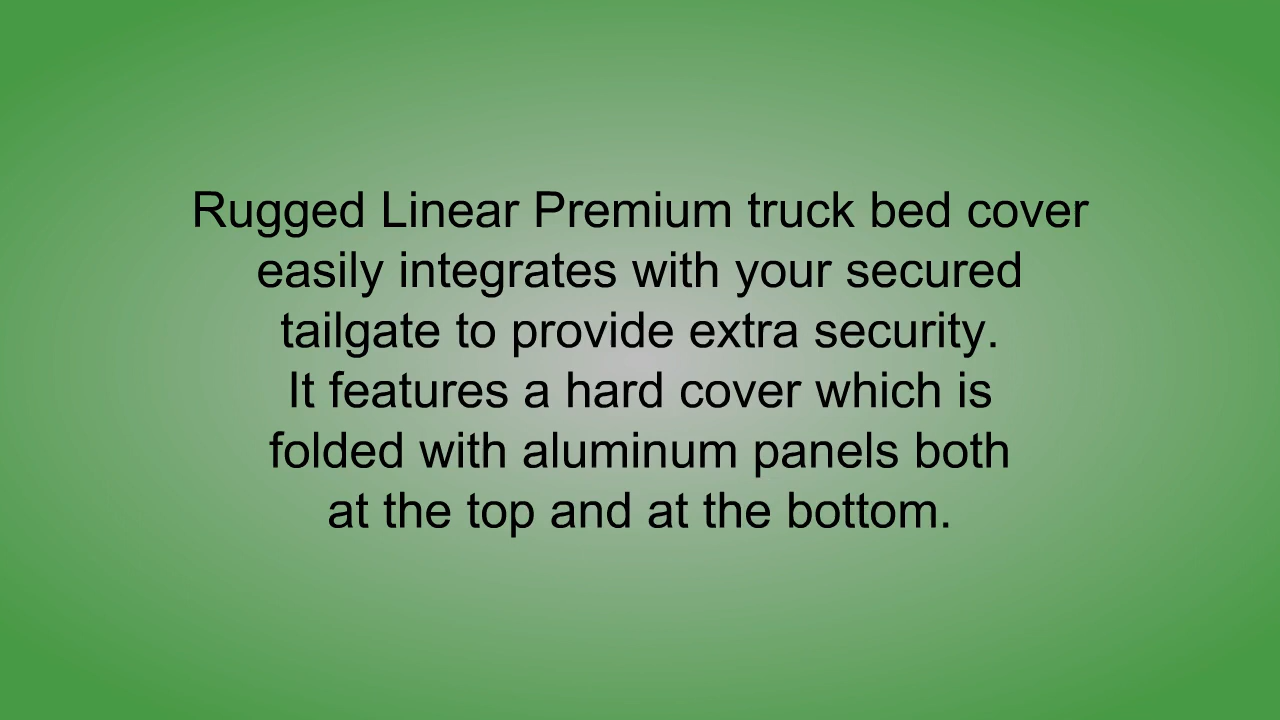 Rugged Linear Premium truck bed cover
easily integrates with your secured
tailgate to provide extra security.
It features a hard cover which is
folded with aluminum panels both
at the top and at the bottom.